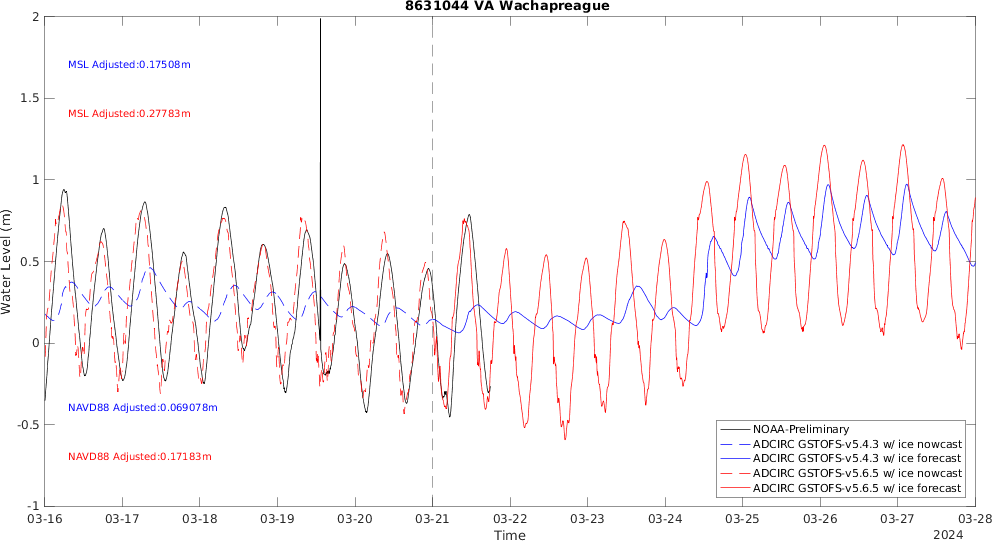 8631044 VA Wachapreague
2
1.5
1
0.5
0
-0.5
-1
Water Level (m)
MSL Adjusted:0.17508m
MSL Adjusted:0.27783m
NAVD88 Adjusted:0.069078m
NAVD88 Adjusted:0.17183m
NOAA-Preliminary
ADCIRC GSTOFS-v5.4.3 w/ ice nowcast
ADCIRC GSTOFS-v5.4.3 w/ ice forecast
ADCIRC GSTOFS-v5.6.5 w/ ice nowcast
ADCIRC GSTOFS-v5.6.5 w/ ice forecast
03-16 03-17 03-18 03-19 03-20 03-21 03-22 03-23 03-24 03-25 03-26 03-27 03-28
Time
2024